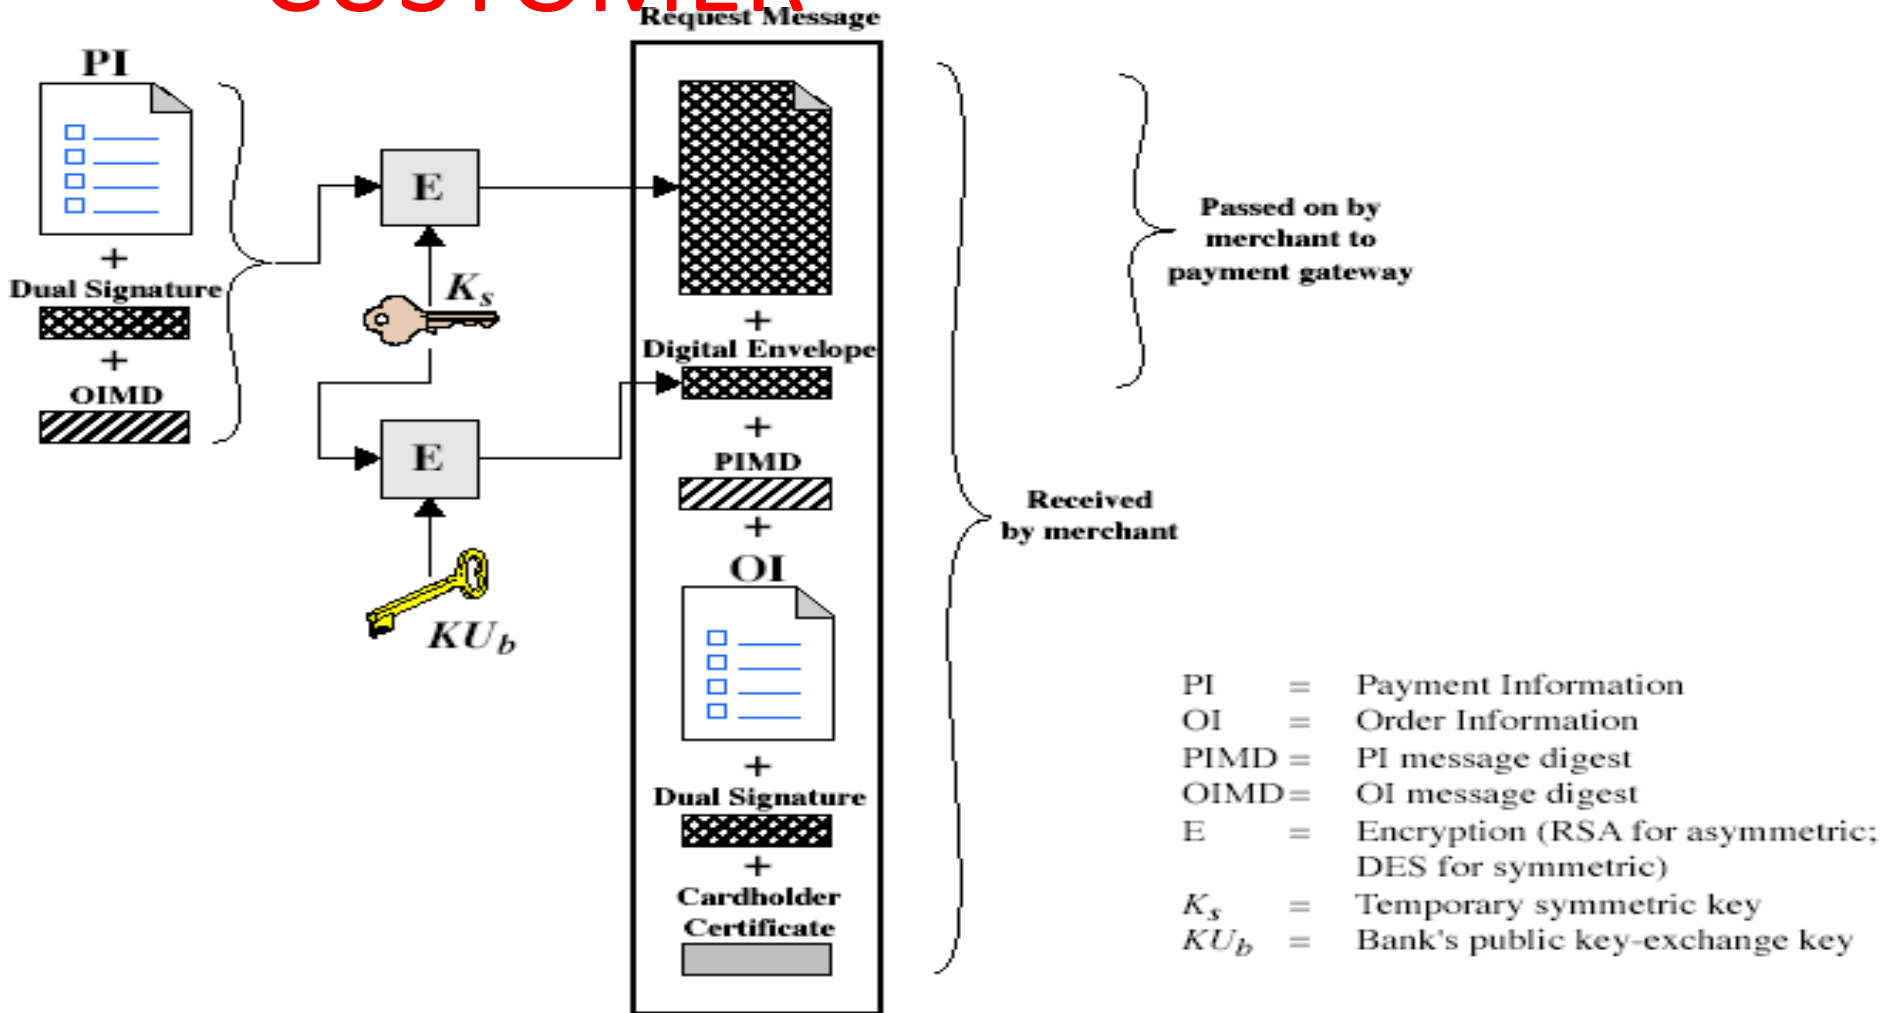 CUSTOMER
Request Message
PI
+
Dual Signature
+
OIMD
E
Ks
E
KUb
+
Digital Envelope
+
PIMD
+
OI
+
Dual Signature
+
Cardholder
Certificate
Passed on by
merchant to
payment gateway
Received
by merchant
PI = Payment Information
OI = Order Information
PIMD = PI message digest
OIMD = OI message digest
E = Encryption (RSA for asymmetric;
DES for symmetric)
Ks = Temporary symmetric key
KUb = Bank's public key-exchange key